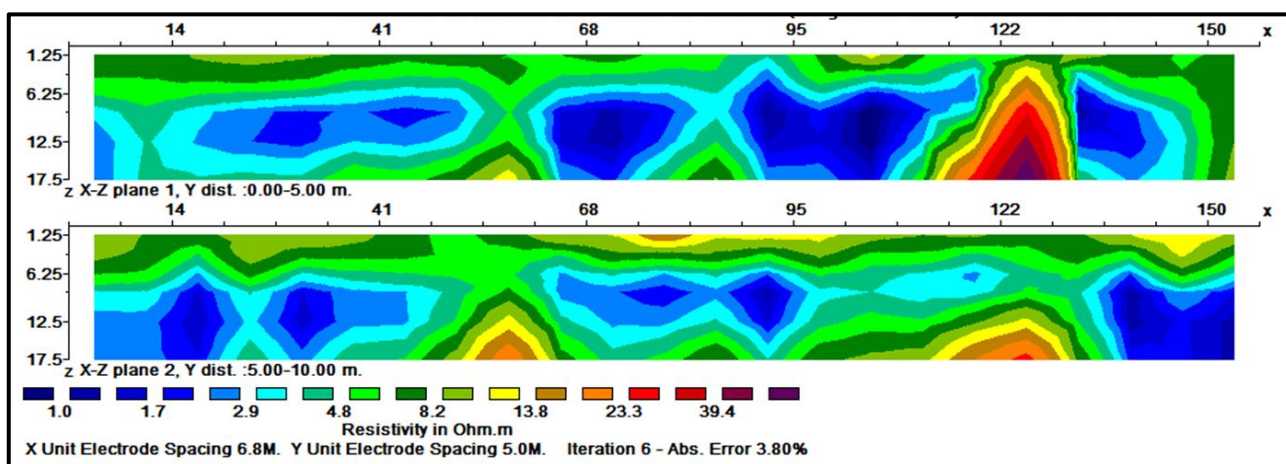 14 41 68 95 122 150 x
1.25
6.25
12.5
17.5
z X-Z plane 1, Y dist. :0.00-5.00 m.
14 41 68 95 122 150 x
1.25
6.25
12.5
17.5
z X-Z plane 2, Y dist. :5.00-10.00 m.
1.0 1.7 2.9 4.8 8.2 13.8 23.3 39.4
Resistivity in Ohm.m
X Unit Electrode Spacing 6.8M. Y Unit Electrode Spacing 5.0M. Iteration 6 - Abs. Error 3.80%